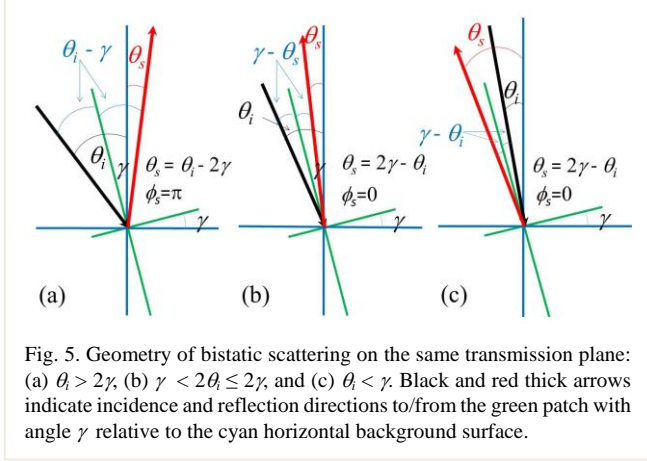 θi - γ
θs
θi
γ
θs = θi - 2γ
ϕs=π
γ
(a)
γ - θs
θs
θi
γ
θs = 2γ - θi
ϕs=0
γ
(b)
θs
θi
γ - θi
θs = 2γ - θi
ϕs=0
γ
(c)
Fig. 5. Geometry of bistatic scattering on the same transmission plane:
(a) θi > 2γ, (b) γ < 2θi ≤ 2γ, and (c) θi < γ. Black and red thick arrows
indicate incidence and reflection directions to/from the green patch with
angle γ relative to the cyan horizontal background surface.